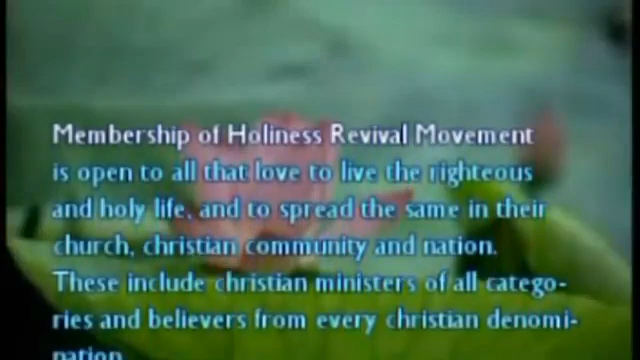 Membership of Holiness Revival Movement
is open to all that love to live the righteous
and holy life, and to spread the same in their
church, christian community and nation.
These include christian ministers of all catego-
ries and believers from every christian denomi-
nation